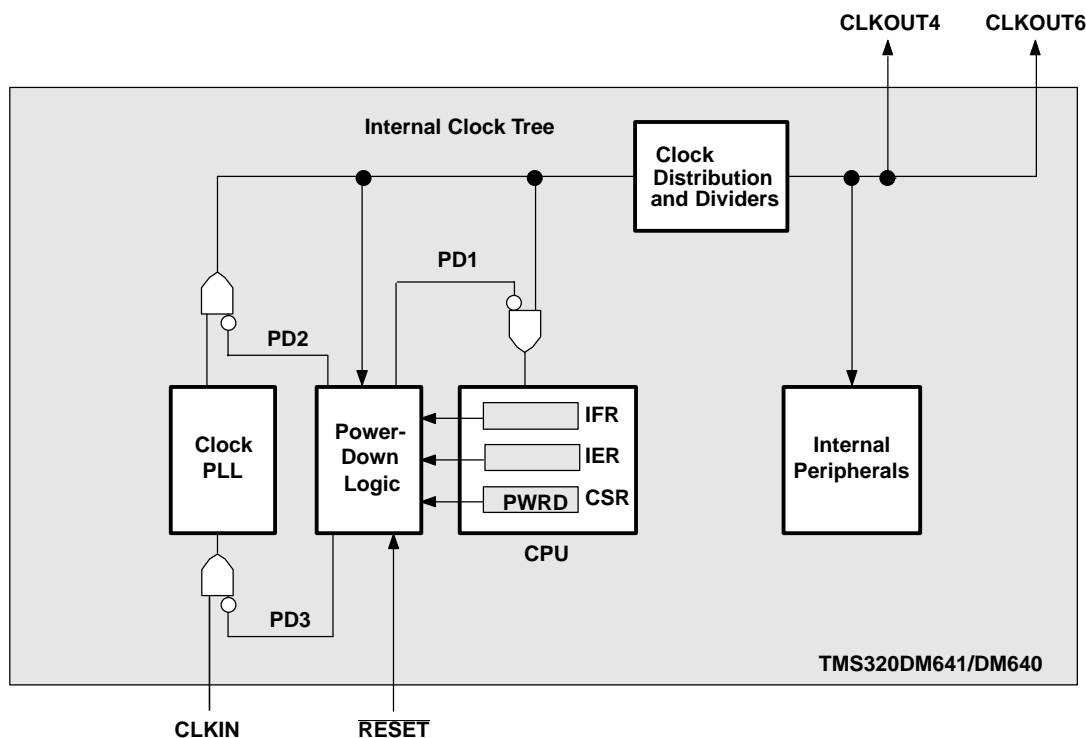 CLKOUT4
CLKOUT6
Internal Clock Tree
Clock
Distribution
and Dividers
PD1
PD2
Clock
PLL
Power-
Down
Logic
IFR
IER
PWRD
CSR
CPU
Internal
Peripherals
PD3
TMS320DM641/DM640
CLKIN
RESET